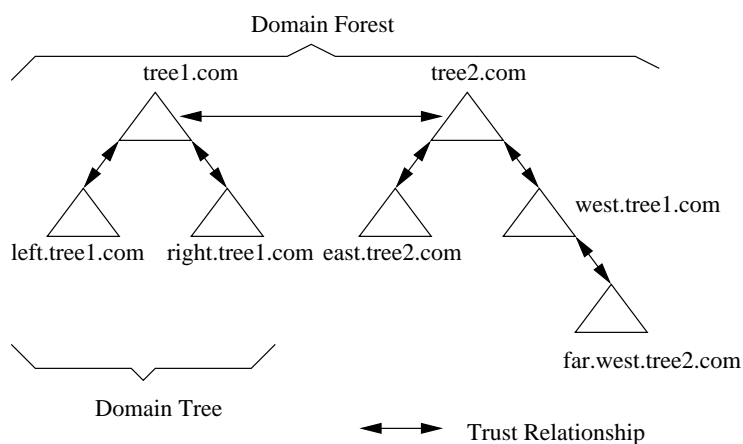 Domain Forest
tree1.com
tree2.com
west.tree1.com
left.tree1.com
right.tree1.com
east.tree2.com
far.west.tree2.com
Domain Tree
Trust Relationship